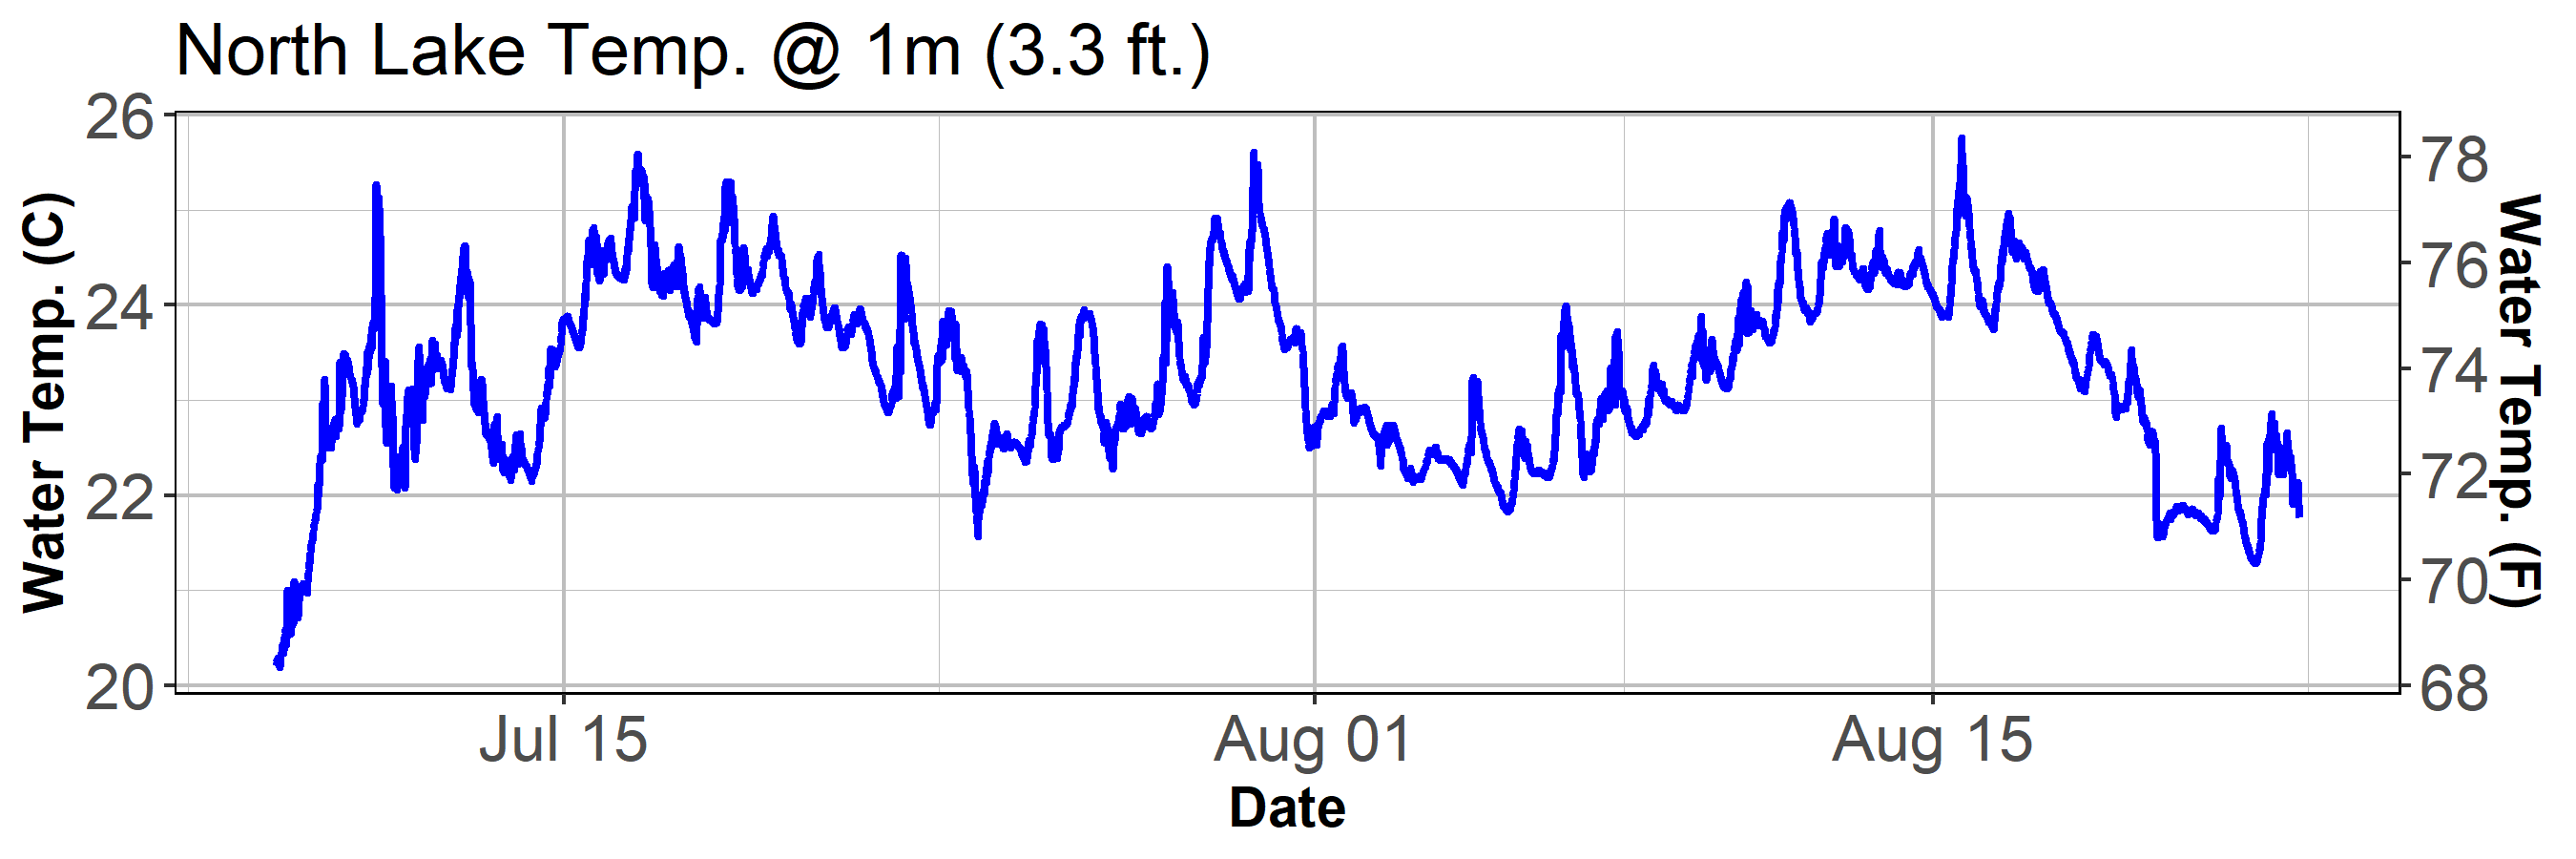 North Lake Temp. @ 1m (3.3 ft.)
Water Temp. (C)
26
24
22
20
78
76
74
72
70
68
Water Temp. (F)
Jul 15 Aug 01 Aug 15
Date